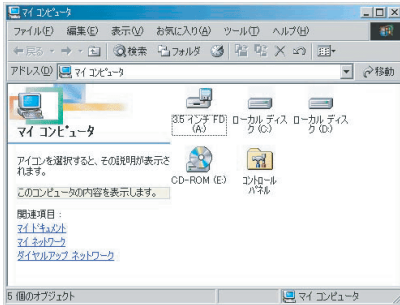 マイ コンピュータ
ファイル(F) 編集(E) 表示(V) お気に入り(A) ツール(T) ヘルプ(H)
戻る 検索 フォルダ
アドレス(D) マイ コンピュータ 移動
マイ コンピュータ
アイコンを選択すると、その説明が表示さ
れます。
このコンピュータの内容を表示します。
関連項目:
マイ ドキュメント
マイ ネットワーク
ダイヤルアップ ネットワーク
3.5 インチ FD
(A:)
ローカル ディス
ク (C:)
ローカル ディス
ク (D:)
CD-ROM (E:)
コントロール
パネル
5 個のオブジェクト マイ コンピュータ